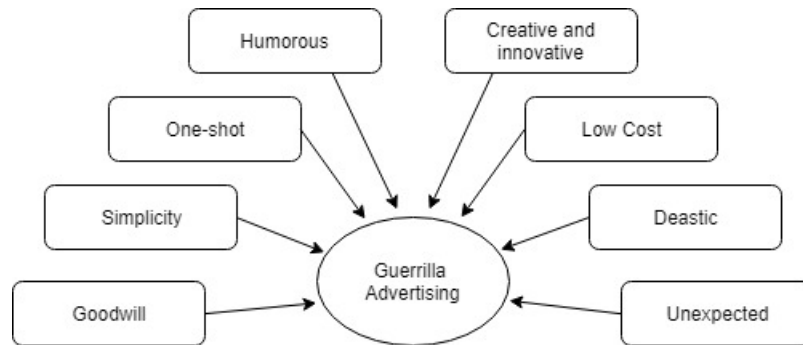 Humorous
Creative and
innovative
One-shot
Low Cost
Simplicity
Deastic
Guerrilla
Advertising
Goodwill
Unexpected